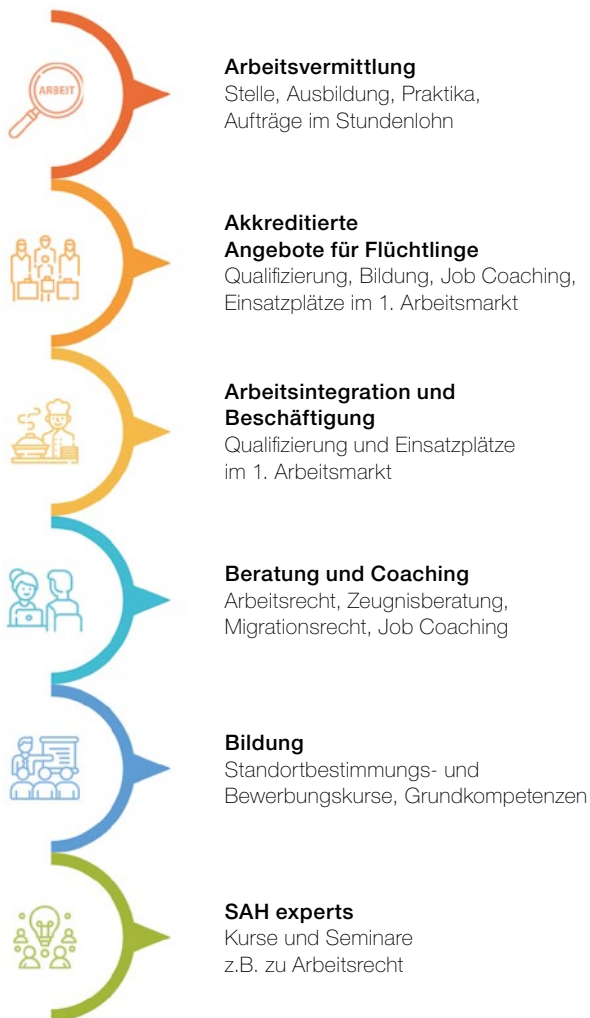 ARBEIT
Arbeitsvermittlung
Stelle, Ausbildung, Praktika,
Aufträge im Stundenlohn
Akkreditierte
Angebote für Flüchtlinge
Qualifizierung, Bildung, Job Coaching,
Einsatzplätze im 1. Arbeitsmarkt
Arbeitsintegration und
Beschäftigung
Qualifizierung und Einsatzplätze
im 1. Arbeitsmarkt
Beratung und Coaching
Arbeitsrecht, Zeugnisberatung,
Migrationsrecht, Job Coaching
Bildung
Standortbestimmungs- und
Bewerbungskurse, Grundkompetenzen
SAH experts
Kurse und Seminare
z.B. zu Arbeitsrecht